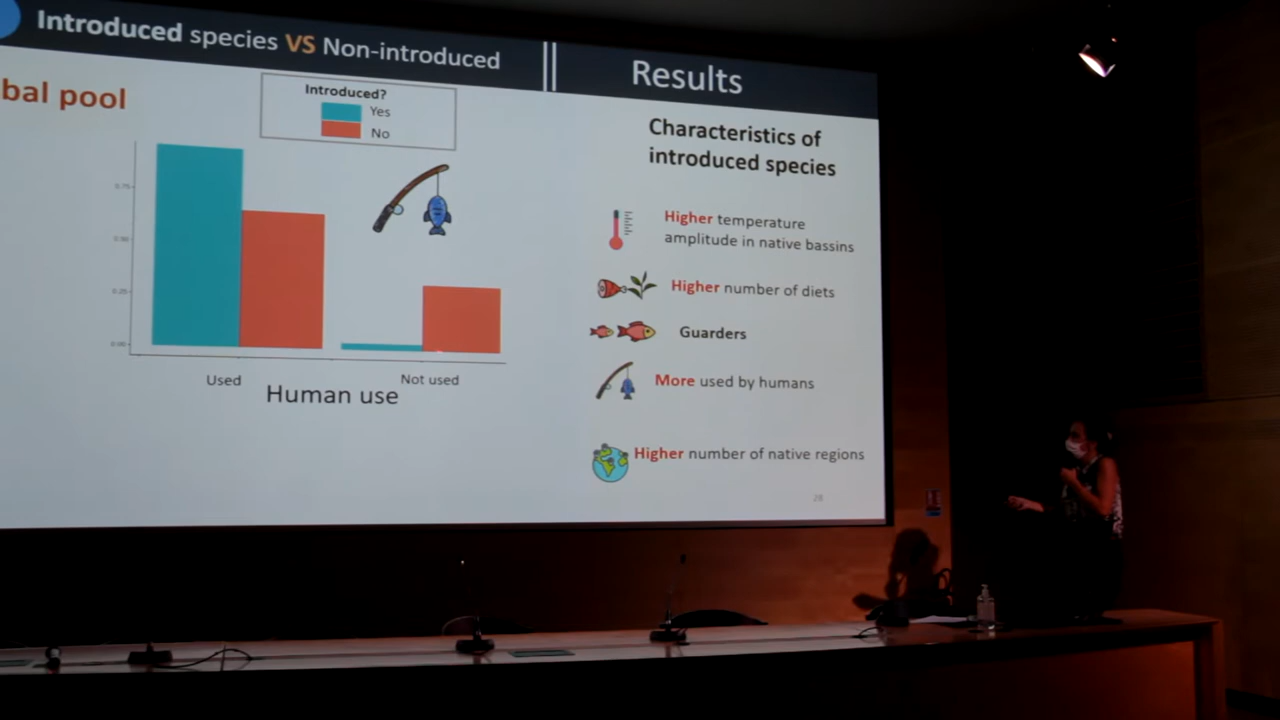 Introduced species VS Non-introduced
Results
bal pool
Introduced?
Yes
No
0.75
0.50
0.25
0.00
Used
Not used
Human use
Characteristics of
introduced species
Higher temperature
amplitude in native bassins
Higher number of diets
Guarders
More used by humans
Higher number of native regions
28